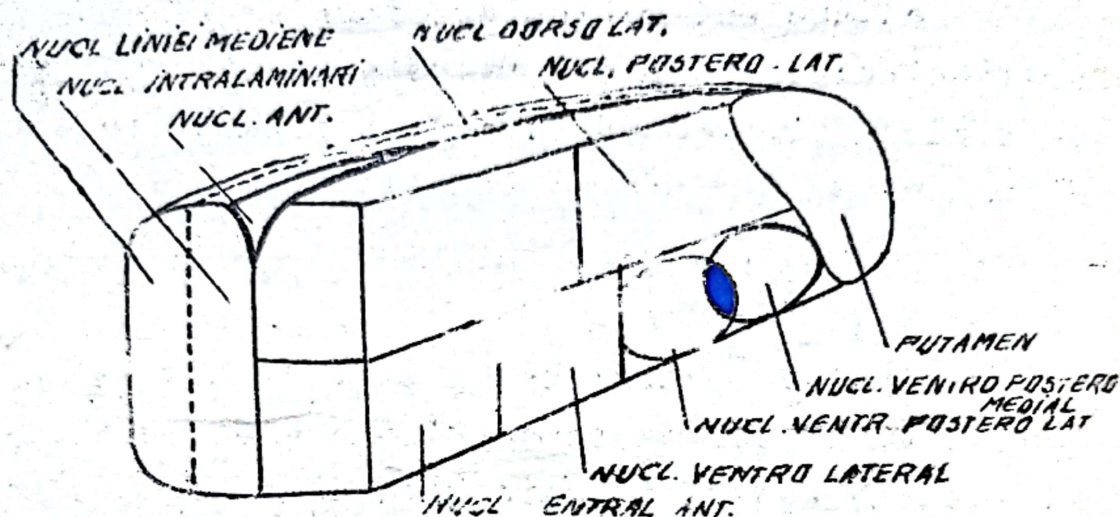 NUCL LINIEI MEDIENE
NUCL DORSO LAT.
NUCL. INTRALAMINARI
NUCL. POSTERO-LAT.
NUCL. ANT.
PUTAMEN
NUCL. VENTRO POSTERO
MEDIAL
NUCL. VENTR. POSTERO LAT
NUCL. VENTRO LATERAL
NUCL ENTRAL ANT.